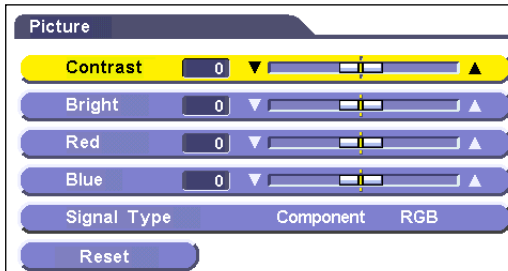 Picture
Contrast 0
Bright 0
Red 0
Blue 0
Signal Type Component RGB
Reset